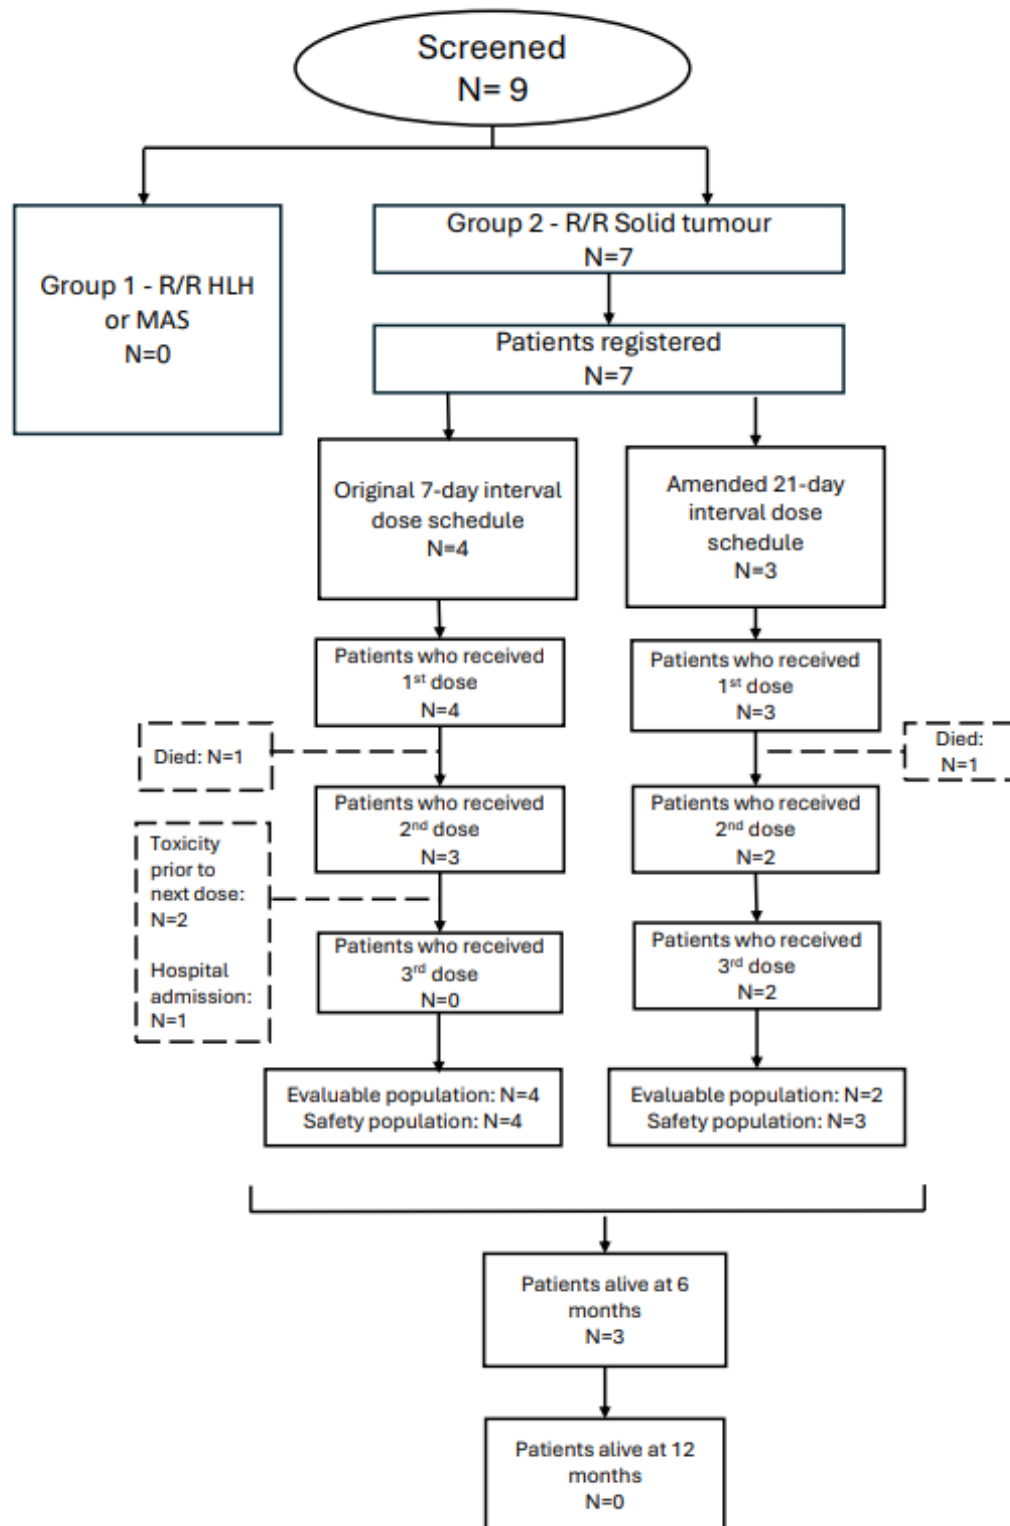 Screened
N= 9
Group 1 - R/R HLH
or MAS
N=0
Group 2 - R/R Solid tumour
N=7
Patients registered
N=7
Original 7-day interval
dose schedule
N=4
Amended 21-day
interval dose
schedule
N=3
Patients who received
1st dose
N=4
Patients who received
1st dose
N=3
Died: N=1
Died:
N=1
Patients who received
2nd dose
N=3
Patients who received
2nd dose
N=2
Toxicity
prior to
next dose:
N=2
Hospital
admission:
N=1
Patients who received
3rd dose
N=0
Patients who received
3rd dose
N=2
Evaluable population: N=4
Safety population: N=4
Evaluable population: N=2
Safety population: N=3
Patients alive at 6
months
N=3
Patients alive at 12
months
N=0